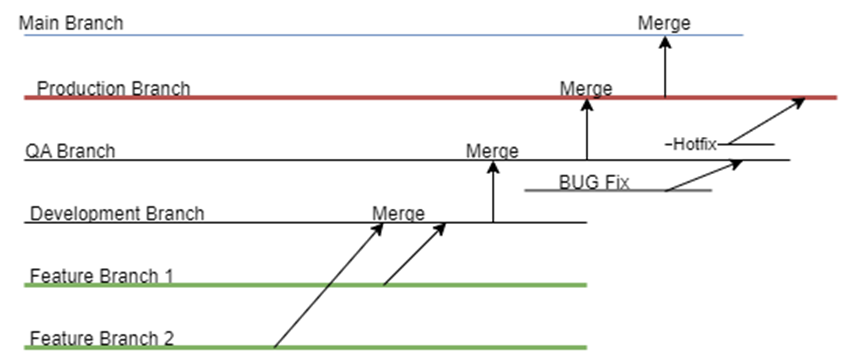 Main Branch
Merge
Production Branch
Merge
-Hotfix
QA Branch
Merge
BUG Fix
Development Branch
Merge
Feature Branch 1
Feature Branch 2